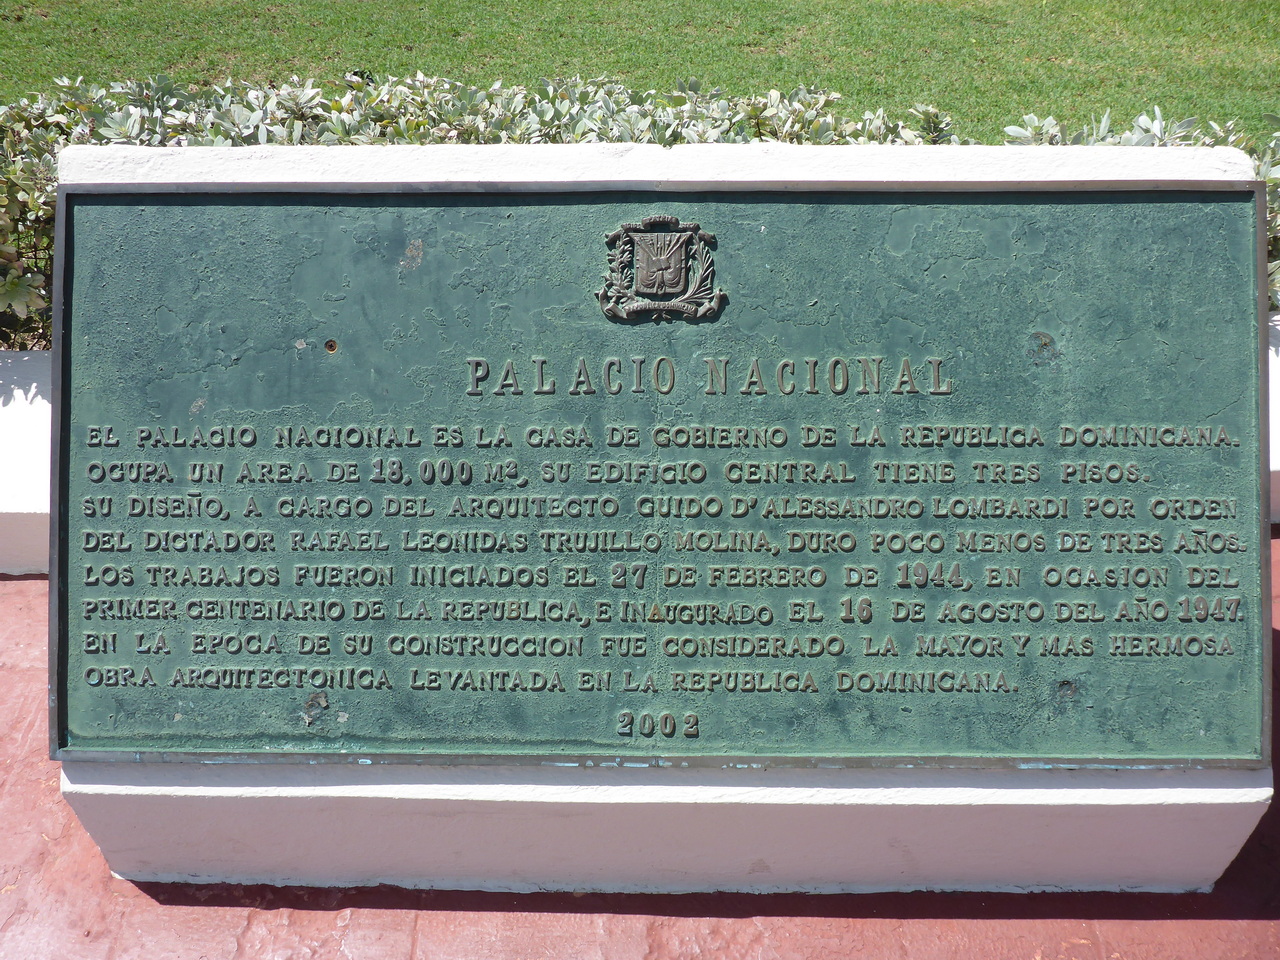 PALACIO NACIONAL
EL PALACIO NACIONAL ES LA CASA DE GOBIERNO DE LA REPUBLICA DOMINICANA.
OCUPA UN AREA DE 18,000 M², SU EDIFICIO CENTRAL TIENE TRES PISOS.
SU DISEÑO, A CARGO DEL ARQUITECTO GUIDO D'ALESSANDRO LOMBARDI POR ORDEN
DEL DICTADOR RAFAEL LEONIDAS TRUJILLO MOLINA, DURO POCO MENOS DE TRES AÑOS.
LOS TRABAJOS FUERON INICIADOS EL 27 DE FEBRERO DE 1944, EN OCASION DEL
PRIMER CENTENARIO DE LA REPUBLICA, E INAUGURADO EL 16 DE AGOSTO DEL AÑO 1947.
EN LA EPOCA DE SU CONSTRUCCION FUE CONSIDERADO LA MAYOR Y MAS HERMOSA
OBRA ARQUITECTONICA LEVANTADA EN LA REPUBLICA DOMINICANA.
2002